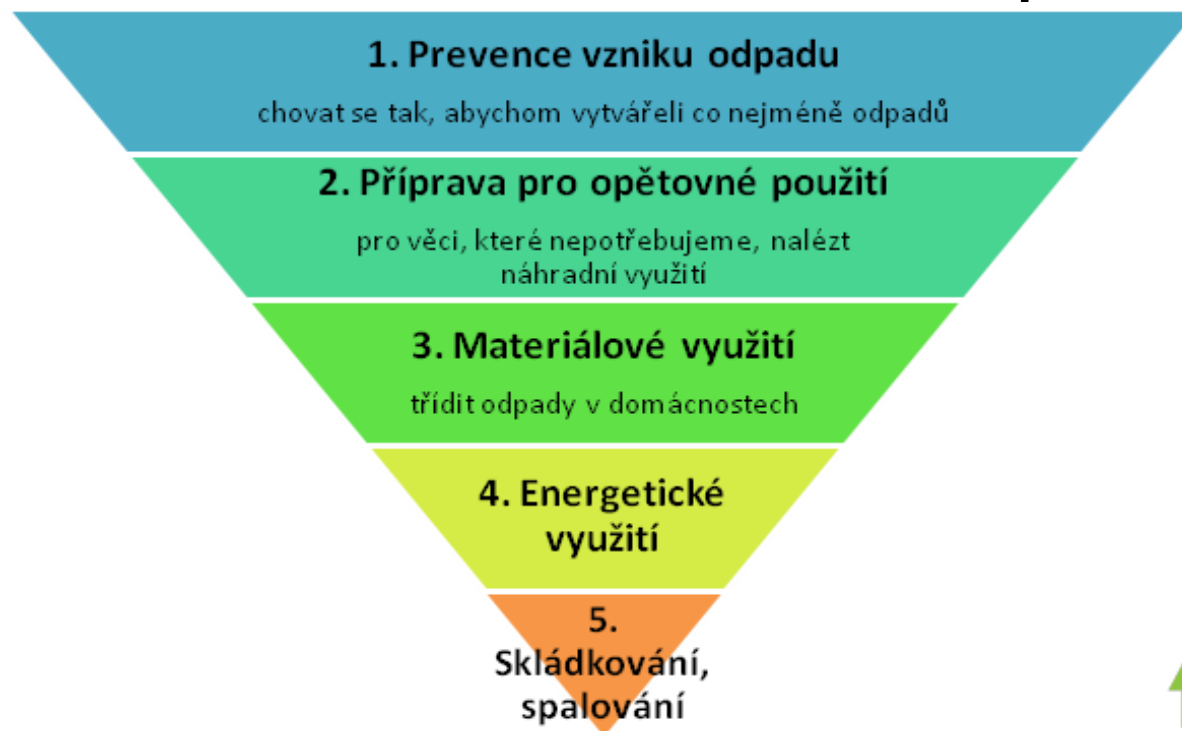 1. Prevence vzniku odpadu
chovat se tak, abychom vytvářeli co nejméně odpadů
2. Příprava pro opětovné použití
pro věci, které nepotřebujeme, nalézt
náhradní využití
3. Materiálové využití
třídit odpady v domácnostech
4. Energetické
využití
5.
Skládkování,
spalování